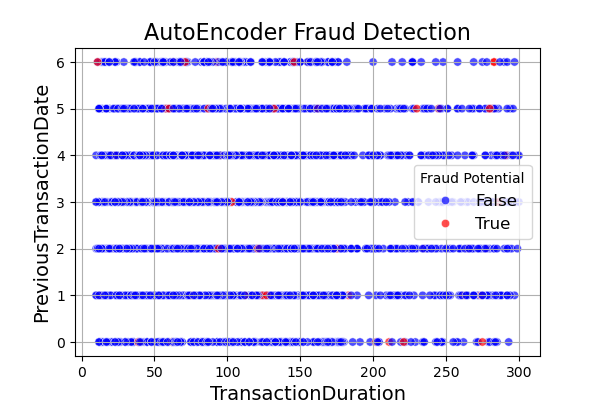 AutoEncoder Fraud Detection
PreviousTransactionDate
6
5
4
3
2
1
0
Fraud Potential
False
True
0 50 100 150 200 250 300
TransactionDuration